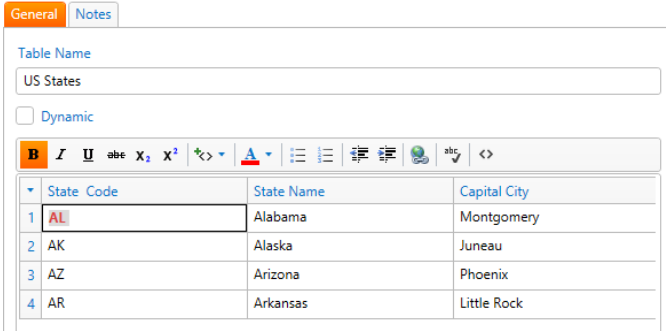 General Notes
Table Name
US States
Dynamic
B I U abc X₂ X² <> A abc <>
State Code State Name Capital City
1 AL Alabama Montgomery
2 AK Alaska Juneau
3 AZ Arizona Phoenix
4 AR Arkansas Little Rock